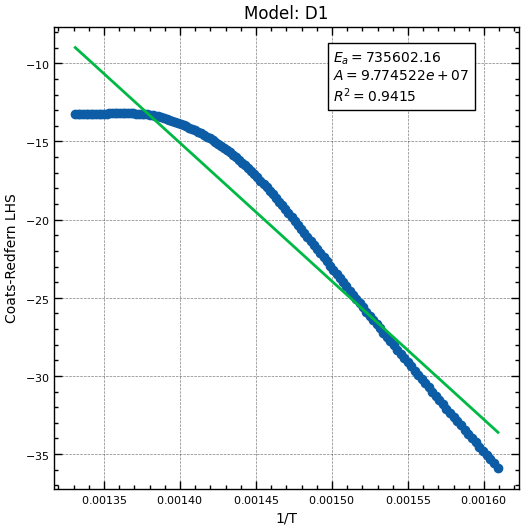 Model: D1
E_a = 735602.16
A = 9.774522e + 07
R² = 0.9415
Coats-Redfern LHS
−10
−15
−20
−25
−30
−35
0.00135 0.00140 0.00145 0.00150 0.00155 0.00160
1/T